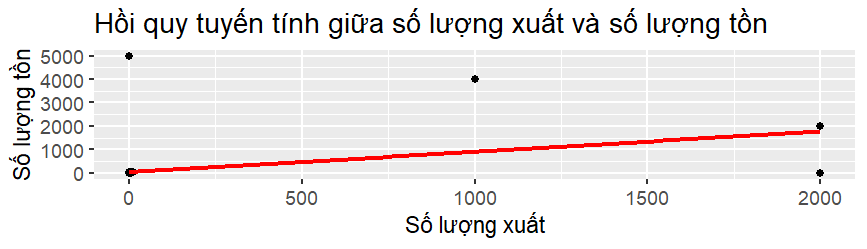 Hồi quy tuyến tính giữa số lượng xuất và số lượng tồn
Số lượng tồn
5000
4000
3000
2000
1000
0
0 500 1000 1500 2000
Số lượng xuất